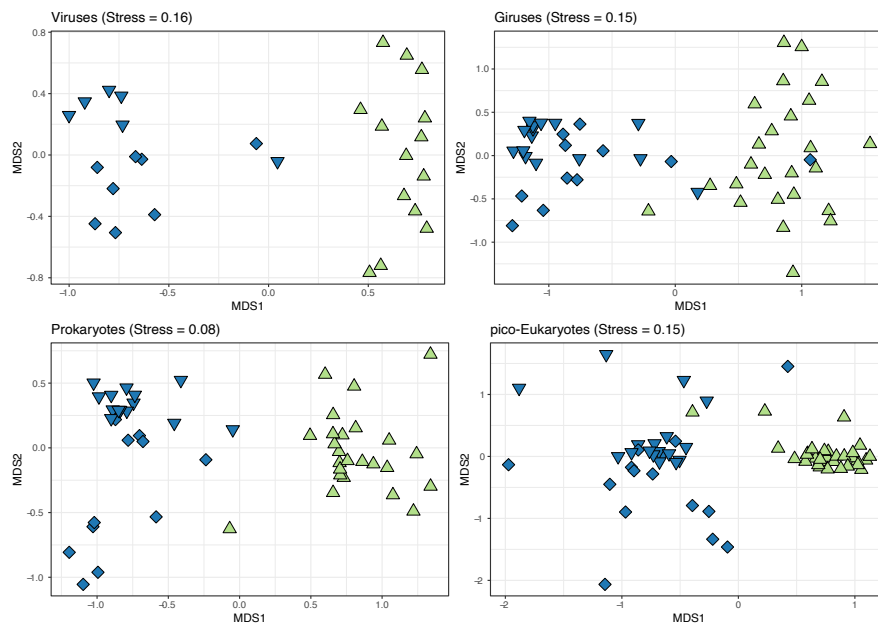 Viruses (Stress = 0.16)
0.8
0.4
0.0
-0.4
-0.8
-1.0 -0.5 0.0 0.5
MDS1
MDS2
Giruses (Stress = 0.15)
1.0
0.5
0.0
-0.5
-1.0
-1 0 1
MDS1
MDS2
Prokaryotes (Stress = 0.08)
0.5
0.0
-0.5
-1.0
-1.0 -0.5 0.0 0.5 1.0
MDS1
MDS2
pico-Eukaryotes (Stress = 0.15)
1
0
-1
-2
-2 -1 0 1
MDS1
MDS2